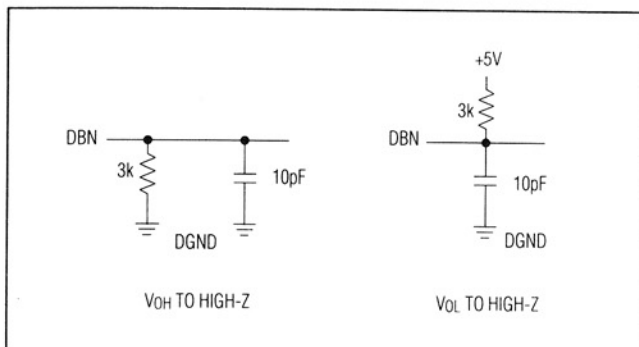 DBN
3k
10pF
DGND
VOH TO HIGH-Z
+5V
3k
DBN
10pF
DGND
VOL TO HIGH-Z